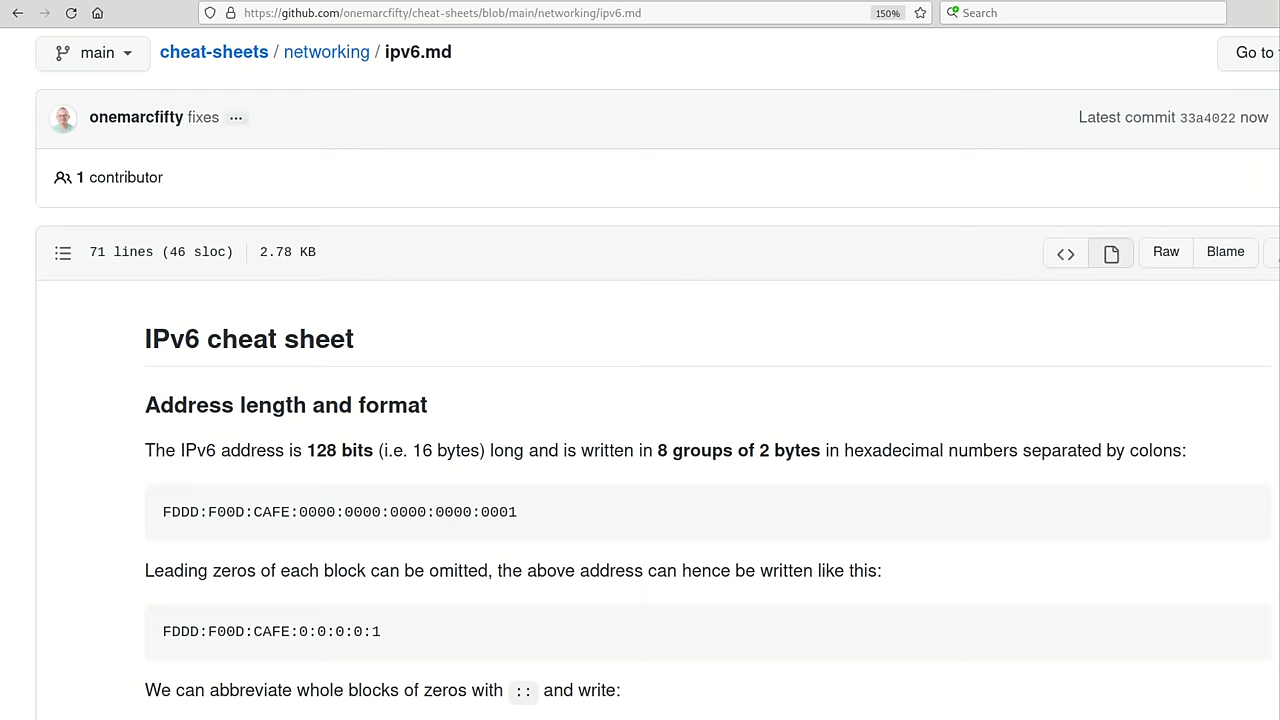 https://github.com/onemarcfifty/cheat-sheets/blob/main/networking/ipv6.md 150% Search
main cheat-sheets / networking / ipv6.md Go to
onemarcfifty fixes ... Latest commit 33a4022 now
1 contributor
71 lines (46 sloc) 2.78 KB <> Raw Blame
IPv6 cheat sheet
Address length and format
The IPv6 address is 128 bits (i.e. 16 bytes) long and is written in 8 groups of 2 bytes in hexadecimal numbers separated by colons:
FDDD:F00D:CAFE:0000:0000:0000:0000:0001
Leading zeros of each block can be omitted, the above address can hence be written like this:
FDDD:F00D:CAFE:0:0:0:0:1
We can abbreviate whole blocks of zeros with :: and write: